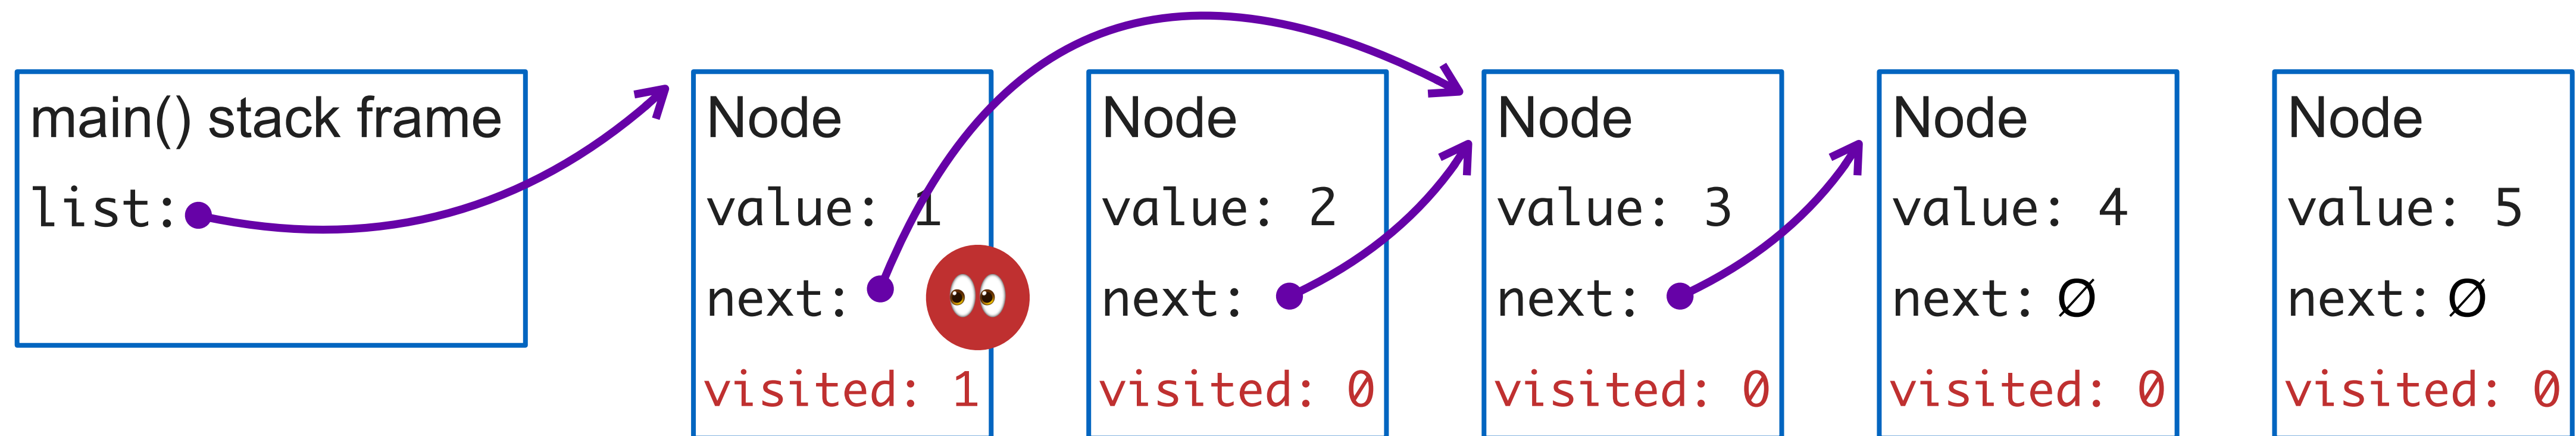 main() stack frame
list:
Node
value: 1
next:
visited: 1
Node
value: 2
next:
visited: 0
Node
value: 3
next:
visited: 0
Node
value: 4
next: Ø
visited: 0
Node
value: 5
next: Ø
visited: 0